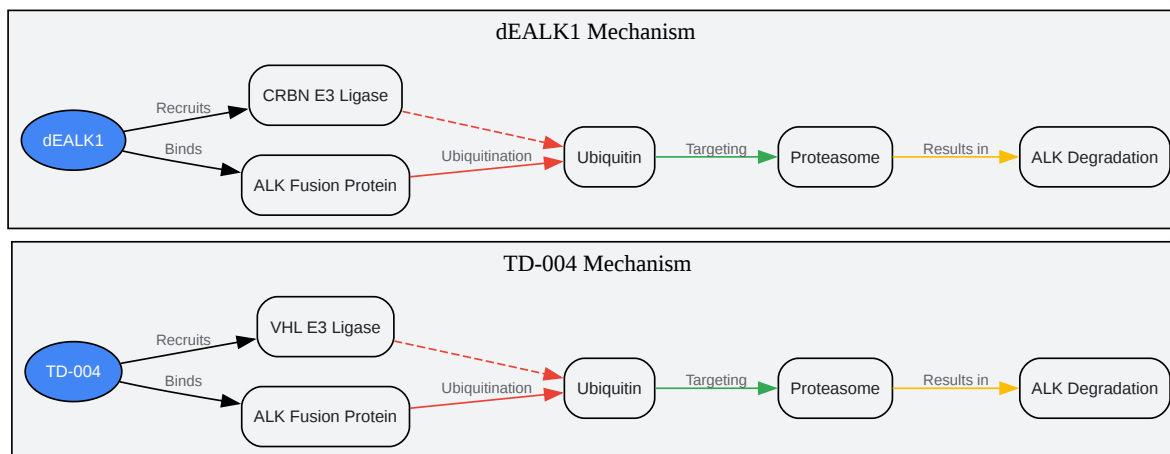 dEALK1 Mechanism
Recruits
CRBN E3 Ligase
dEALK1
Binds
ALK Fusion Protein
Ubiquitination
Ubiquitin
Targeting
Proteasome
Results in
ALK Degradation
TD-004 Mechanism
Recruits
VHL E3 Ligase
TD-004
Binds
ALK Fusion Protein
Ubiquitination
Ubiquitin
Targeting
Proteasome
Results in
ALK Degradation